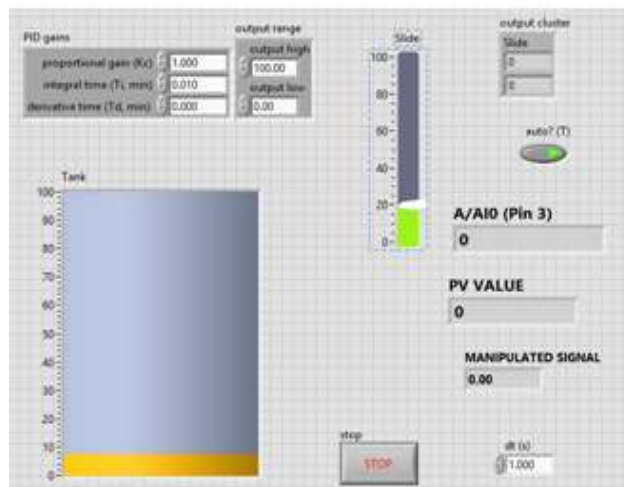 PID gains
proportional gain (Kc) 1.000
integral time (Ti, min) 0.010
derivative time (Td, min) 0.000
output range
output high
100.00
output low
0.00
Slide
100
80
60
40
20
0
output cluster
Slide
0
0
auto? (T)
Tank
100
90
80
70
60
50
40
30
20
10
0
A/AI0 (Pin 3)
0
PV VALUE
0
MANIPULATED SIGNAL
0.00
stop
STOP
dt (s)
1.000